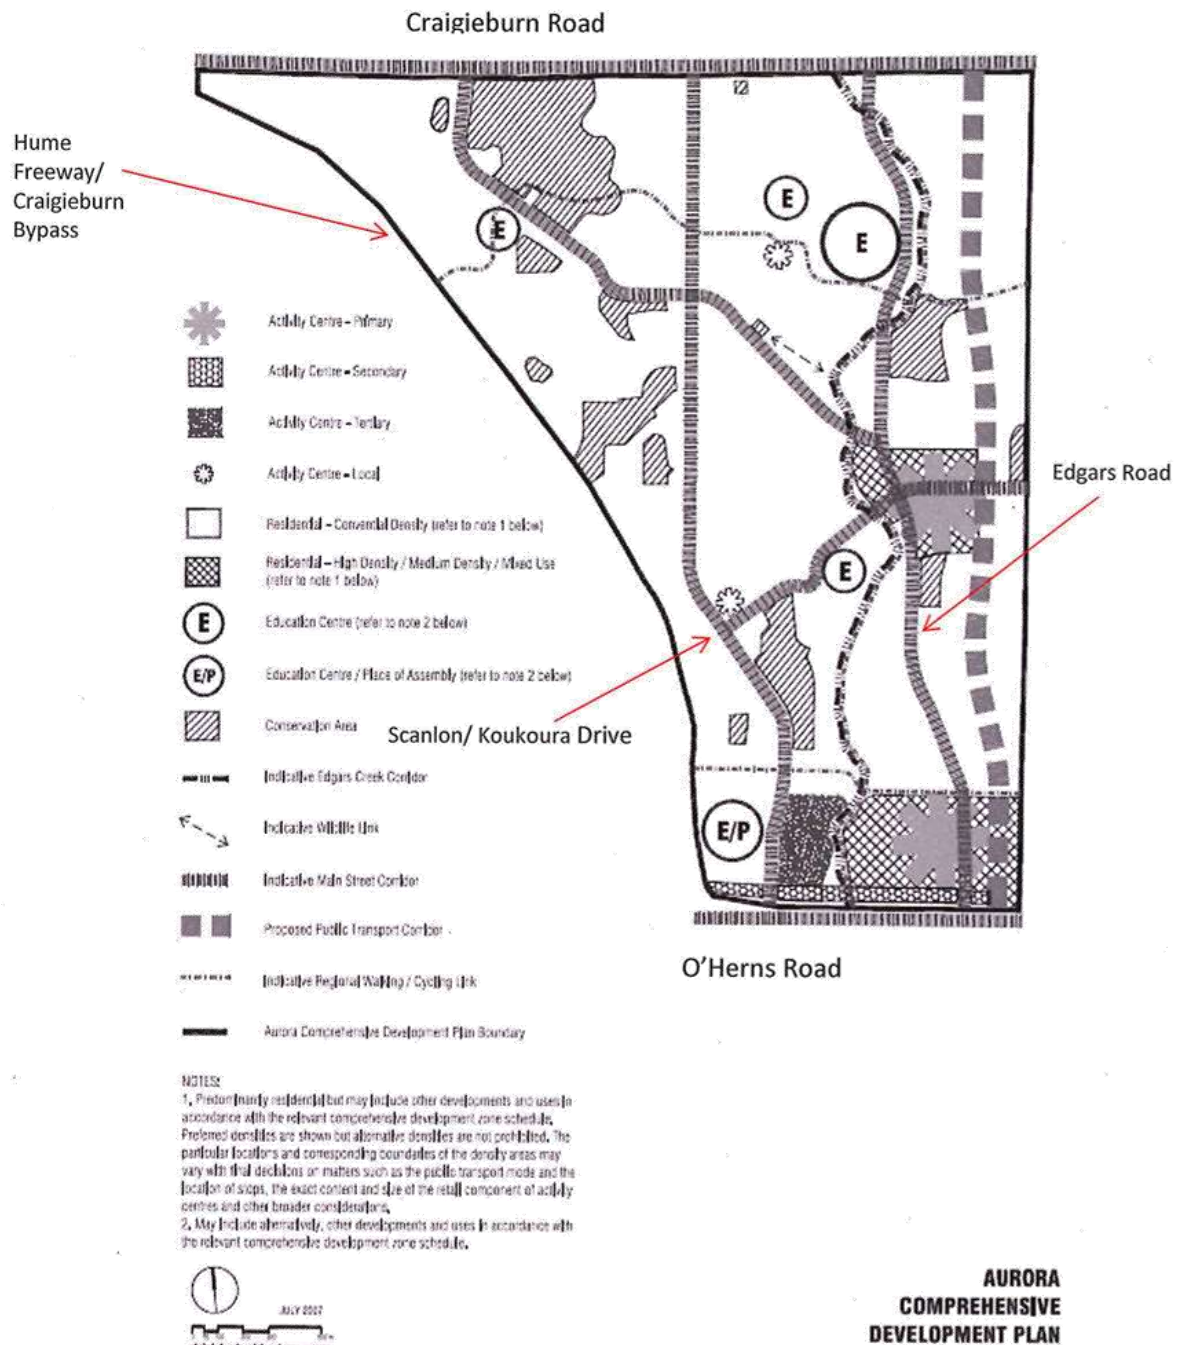 Craigieburn Road
Hume
Freeway/
Craigieburn
Bypass
E
E
E
Activity Centre – Primary
Activity Centre – Secondary
Activity Centre – Tertiary
Activity Centre – Local
Edgars Road
Residential – Conventional Density (refer to note 1 below)
Residential – High Density / Medium Density / Mixed Use
(refer to note 1 below)
E
E
Education Centre (refer to note 2 below)
E/P
Education Centre / Place of Assembly (refer to note 2 below)
Conservation Area
Scanlon/ Koukoura Drive
Indicative Edgars Creek Corridor
Indicative Wildlife Link
E/P
Indicative Main Street Corridor
Proposed Public Transport Corridor
O'Herns Road
Indicative Regional Walking / Cycling Link
Aurora Comprehensive Development Plan Boundary
NOTES:
1. Predominantly residential but may include other developments and uses in
accordance with the relevant comprehensive development zone schedule.
Preferred densities are shown but alternative densities are not prohibited. The
particular locations and corresponding boundaries of the density areas may
vary with final decisions on matters such as the public transport mode and the
location of stops, the exact content and size of the retail component of activity
centres and other broader considerations.
2. May include alternatively, other developments and uses in accordance with
the relevant comprehensive development zone schedule.
JULY 2007
AURORA
COMPREHENSIVE
DEVELOPMENT PLAN